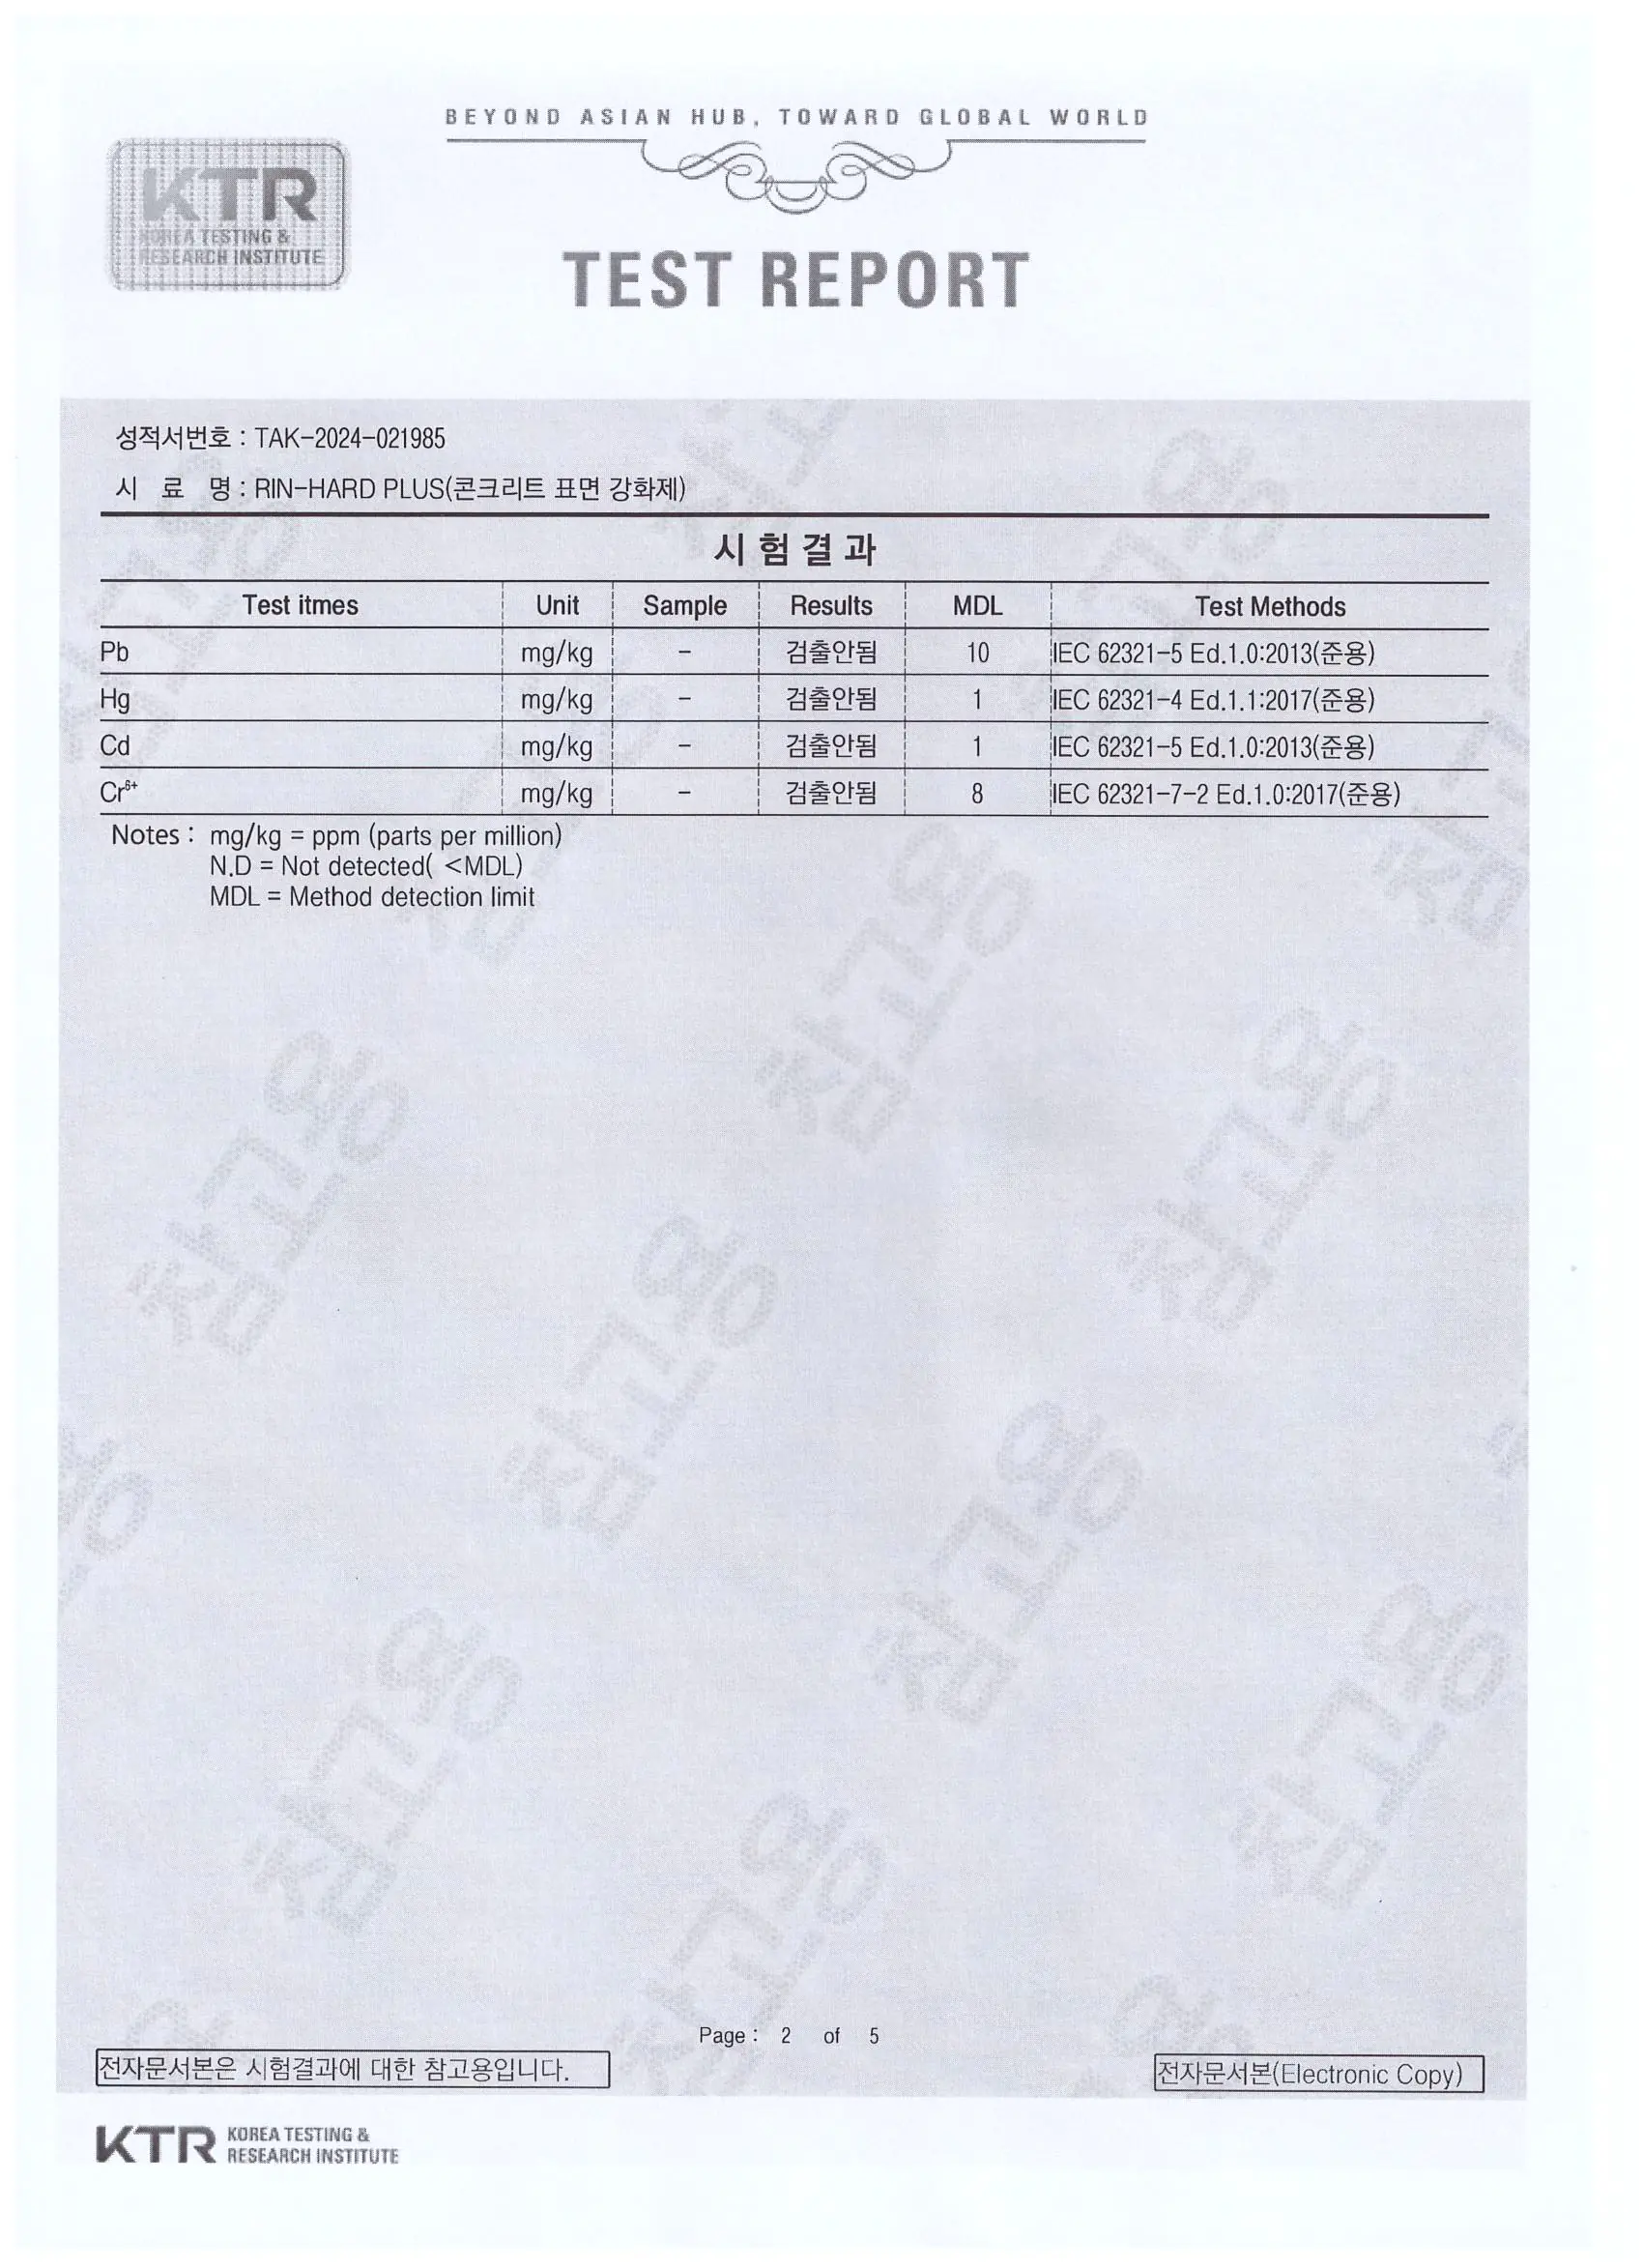 BEYOND ASIAN HUB, TOWARD GLOBAL WORLD
KTR
KOREA TESTING &
RESEARCH INSTITUTE
TEST REPORT
성적서번호 : TAK-2024-021985
시 료 명 : RIN-HARD PLUS(콘크리트 표면 강화제)
시 험 결 과
Test itmes Unit Sample Results MDL Test Methods
Pb mg/kg - 검출안됨 10 IEC 62321-5 Ed.1.0:2013(준용)
Hg mg/kg - 검출안됨 1 IEC 62321-4 Ed.1.1:2017(준용)
Cd mg/kg - 검출안됨 1 IEC 62321-5 Ed.1.0:2013(준용)
Cr⁶⁺ mg/kg - 검출안됨 8 IEC 62321-7-2 Ed.1.0:2017(준용)
Notes : mg/kg = ppm (parts per million)
N.D = Not detected( <MDL)
MDL = Method detection limit
참고용
Page : 2 of 5
전자문서본은 시험결과에 대한 참고용입니다.
전자문서본(Electronic Copy)
KTR KOREA TESTING &
RESEARCH INSTITUTE